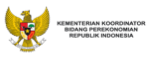 KEMENTERIAN KOORDINATOR
BIDANG PEREKONOMIAN
REPUBLIK INDONESIA